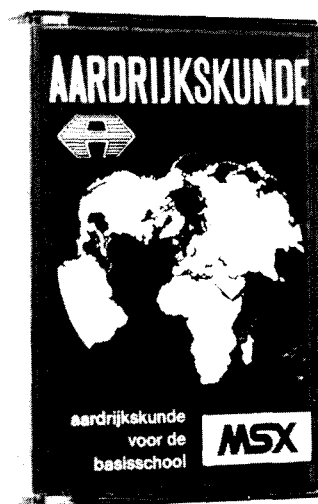 AARDRIJKSKUNDE
A
aardrijkskunde
voor de
basisschool
MSX